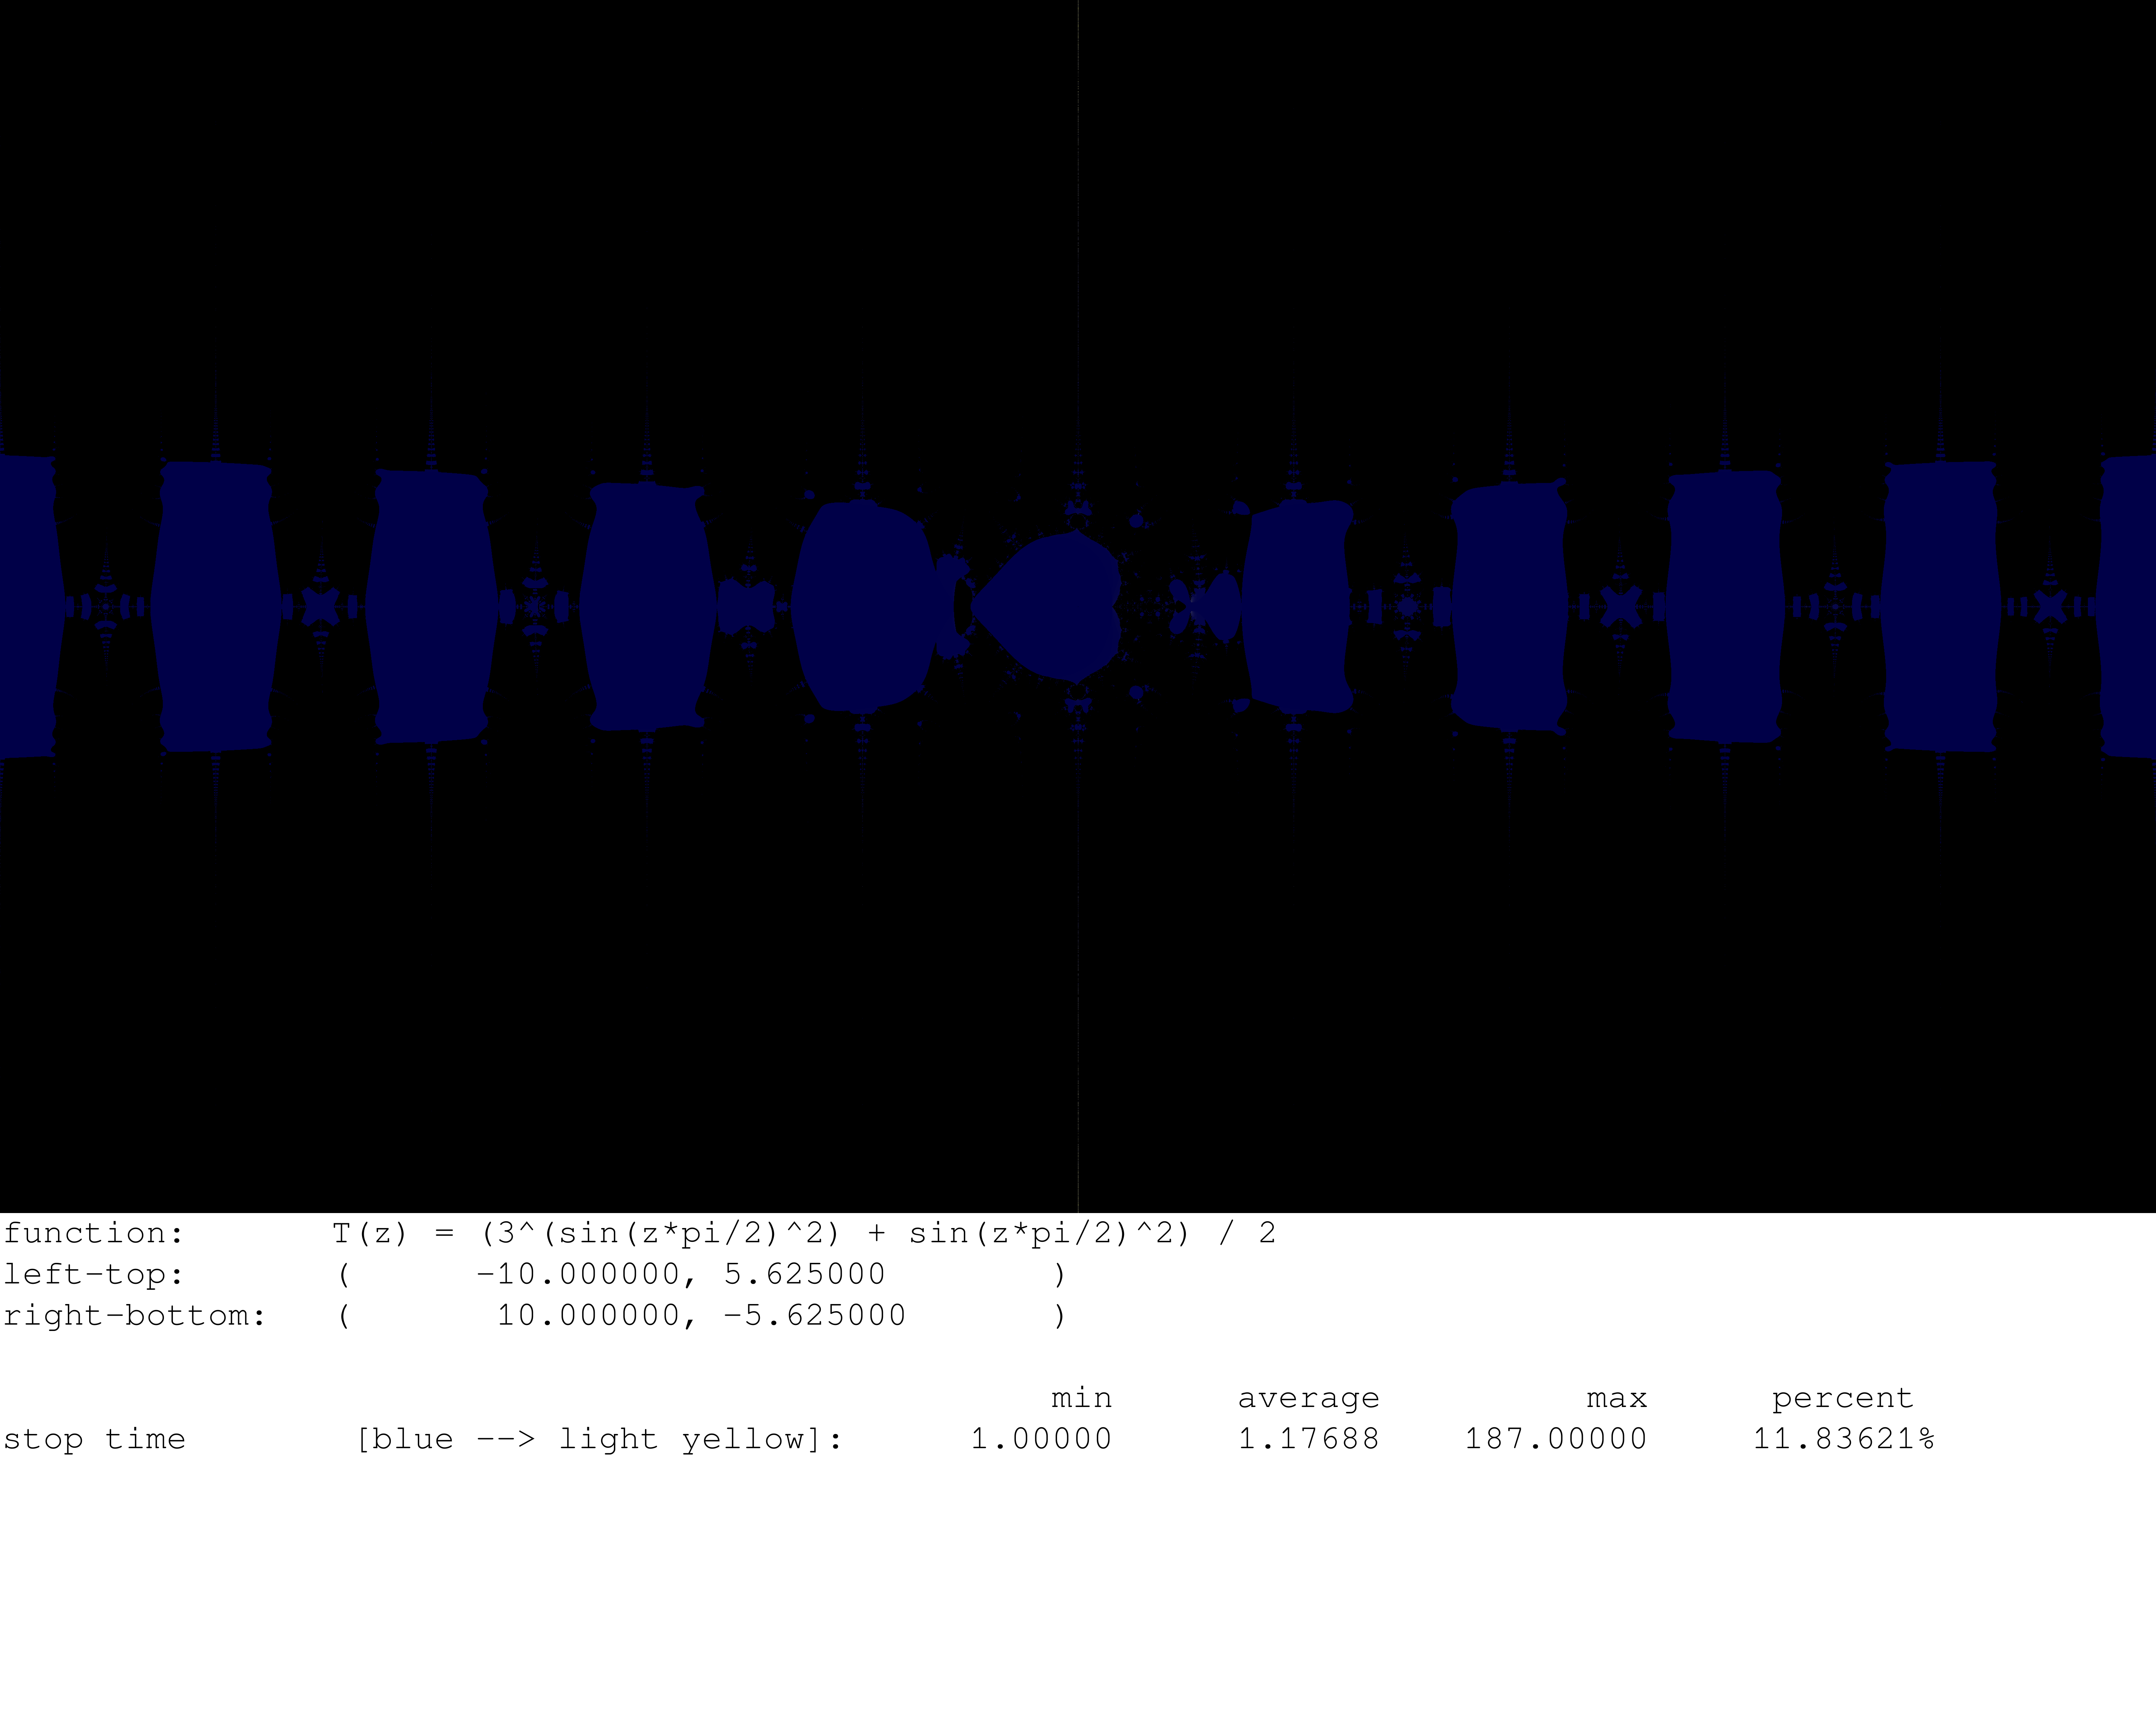 function: T(z) = (3^(sin(z*pi/2)^2) + sin(z*pi/2)^2) / 2
left-top: ( -10.000000, 5.625000 )
right-bottom: ( 10.000000, -5.625000 )
min average max percent
stop time [blue --> light yellow]: 1.00000 1.17688 187.00000 11.83621%